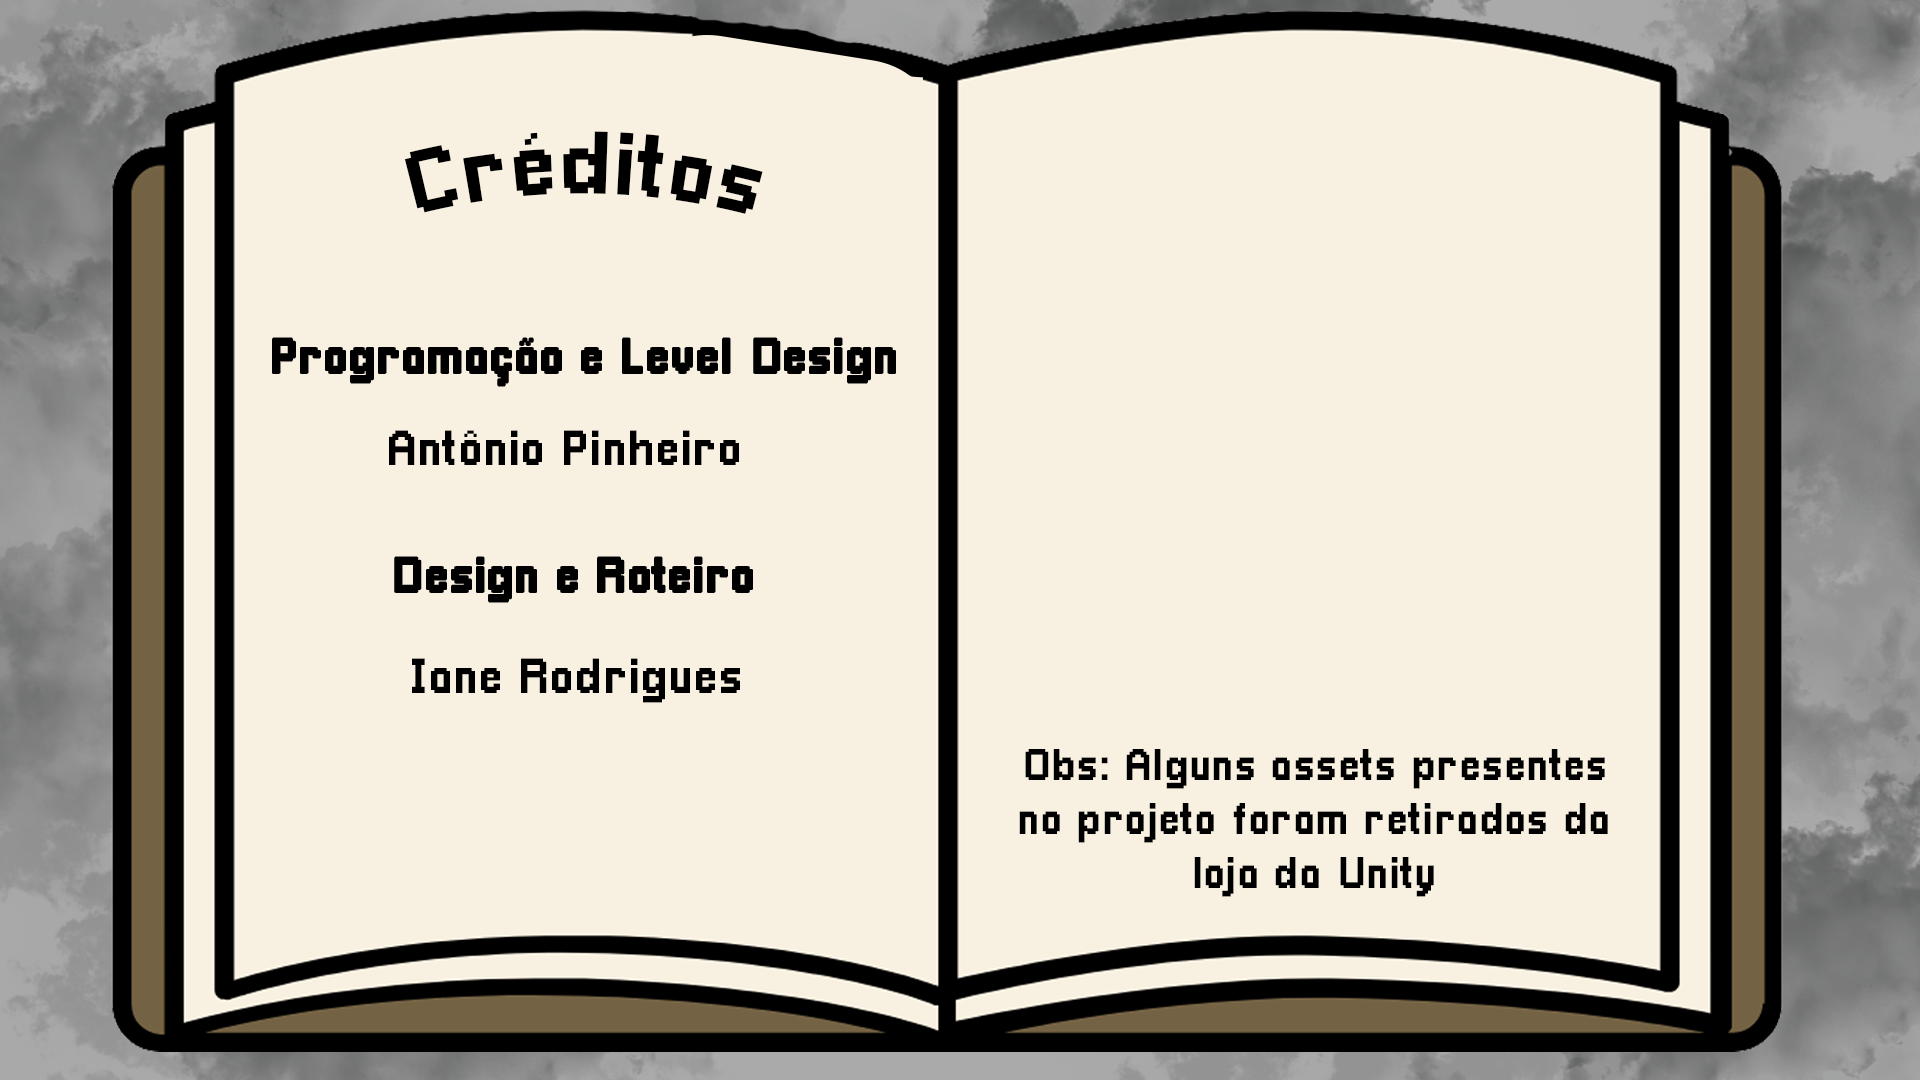 Créditos
Programação e Level Design
Antônio Pinheiro
Design e Roteiro
Ione Rodrigues
Obs: Alguns assets presentes
no projeto foram retirados da
loja da Unity